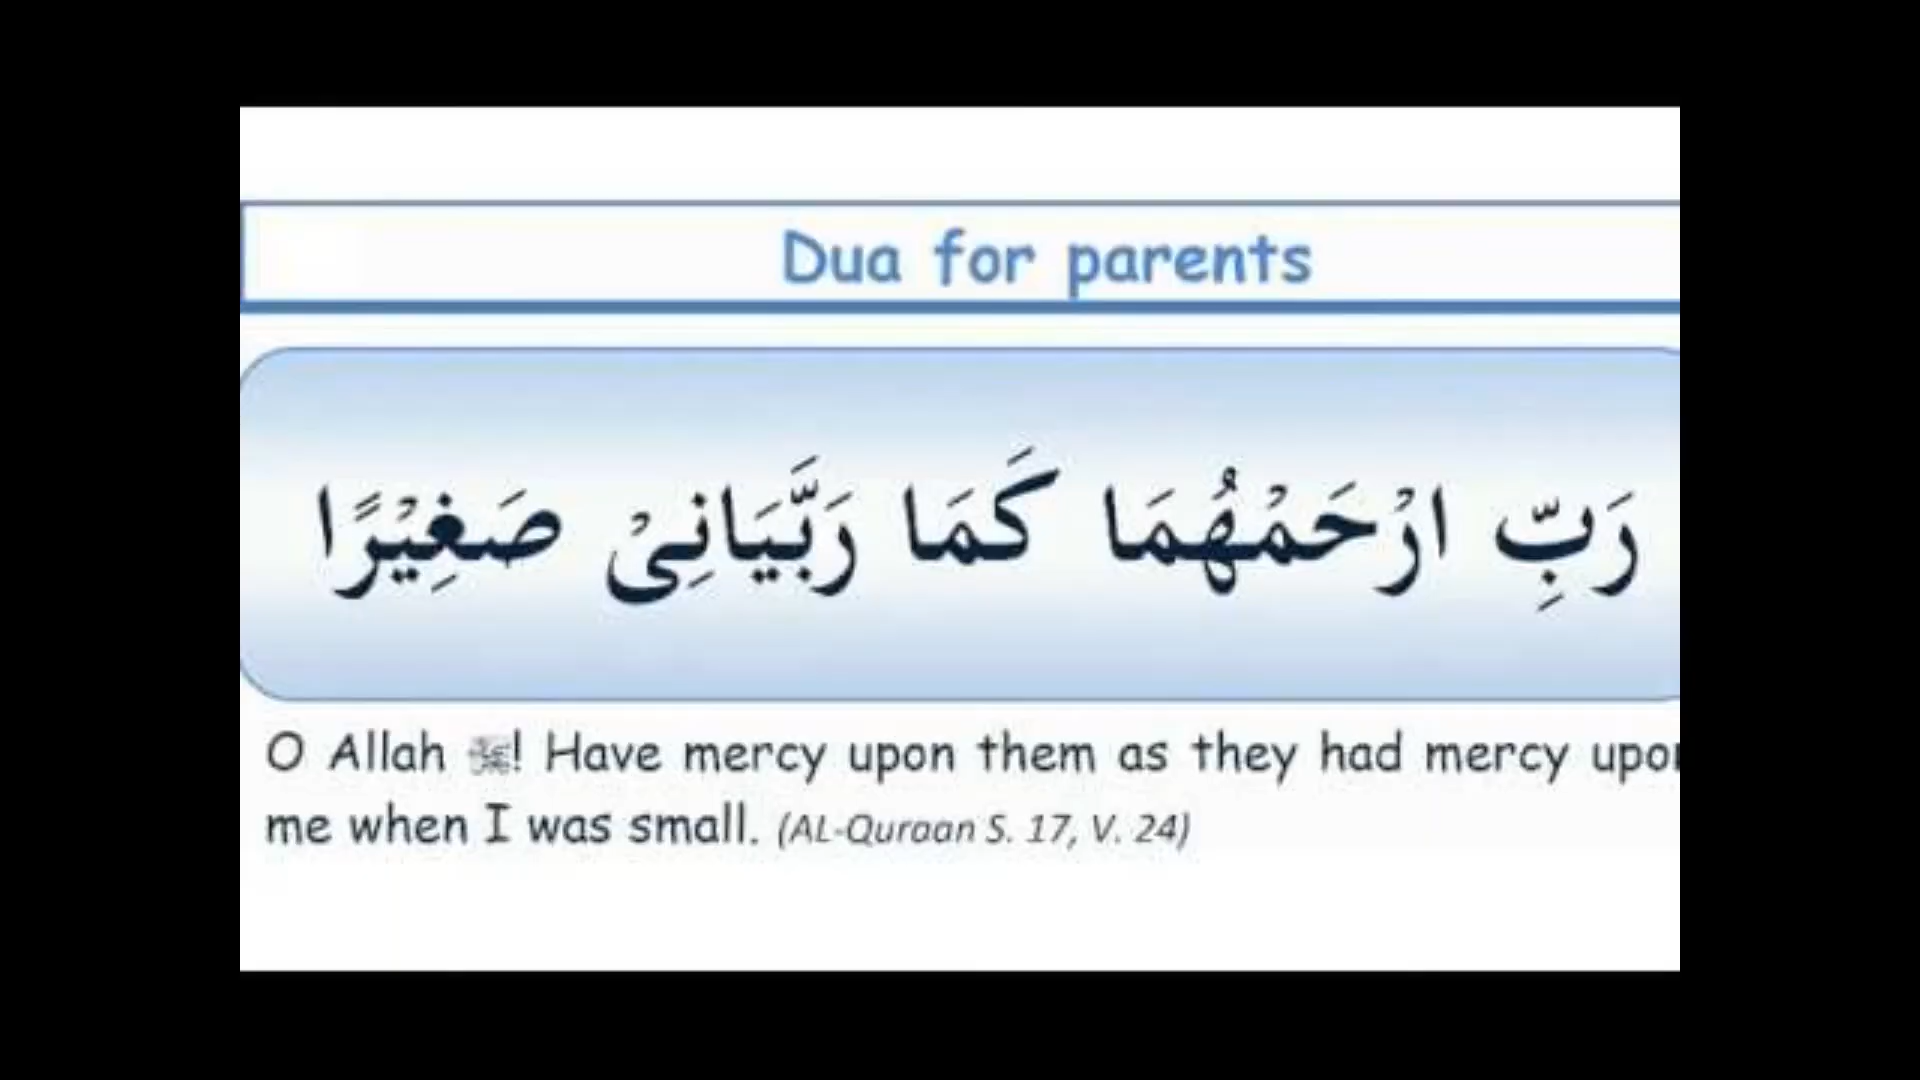 Dua for parents
رَبِّ ارْحَمْهُمَا كَمَا رَبَّيَانِىْ صَغِيْرًا
O Allah ! Have mercy upon them as they had mercy upon
me when I was small. (AL-Quraan S. 17, V. 24)